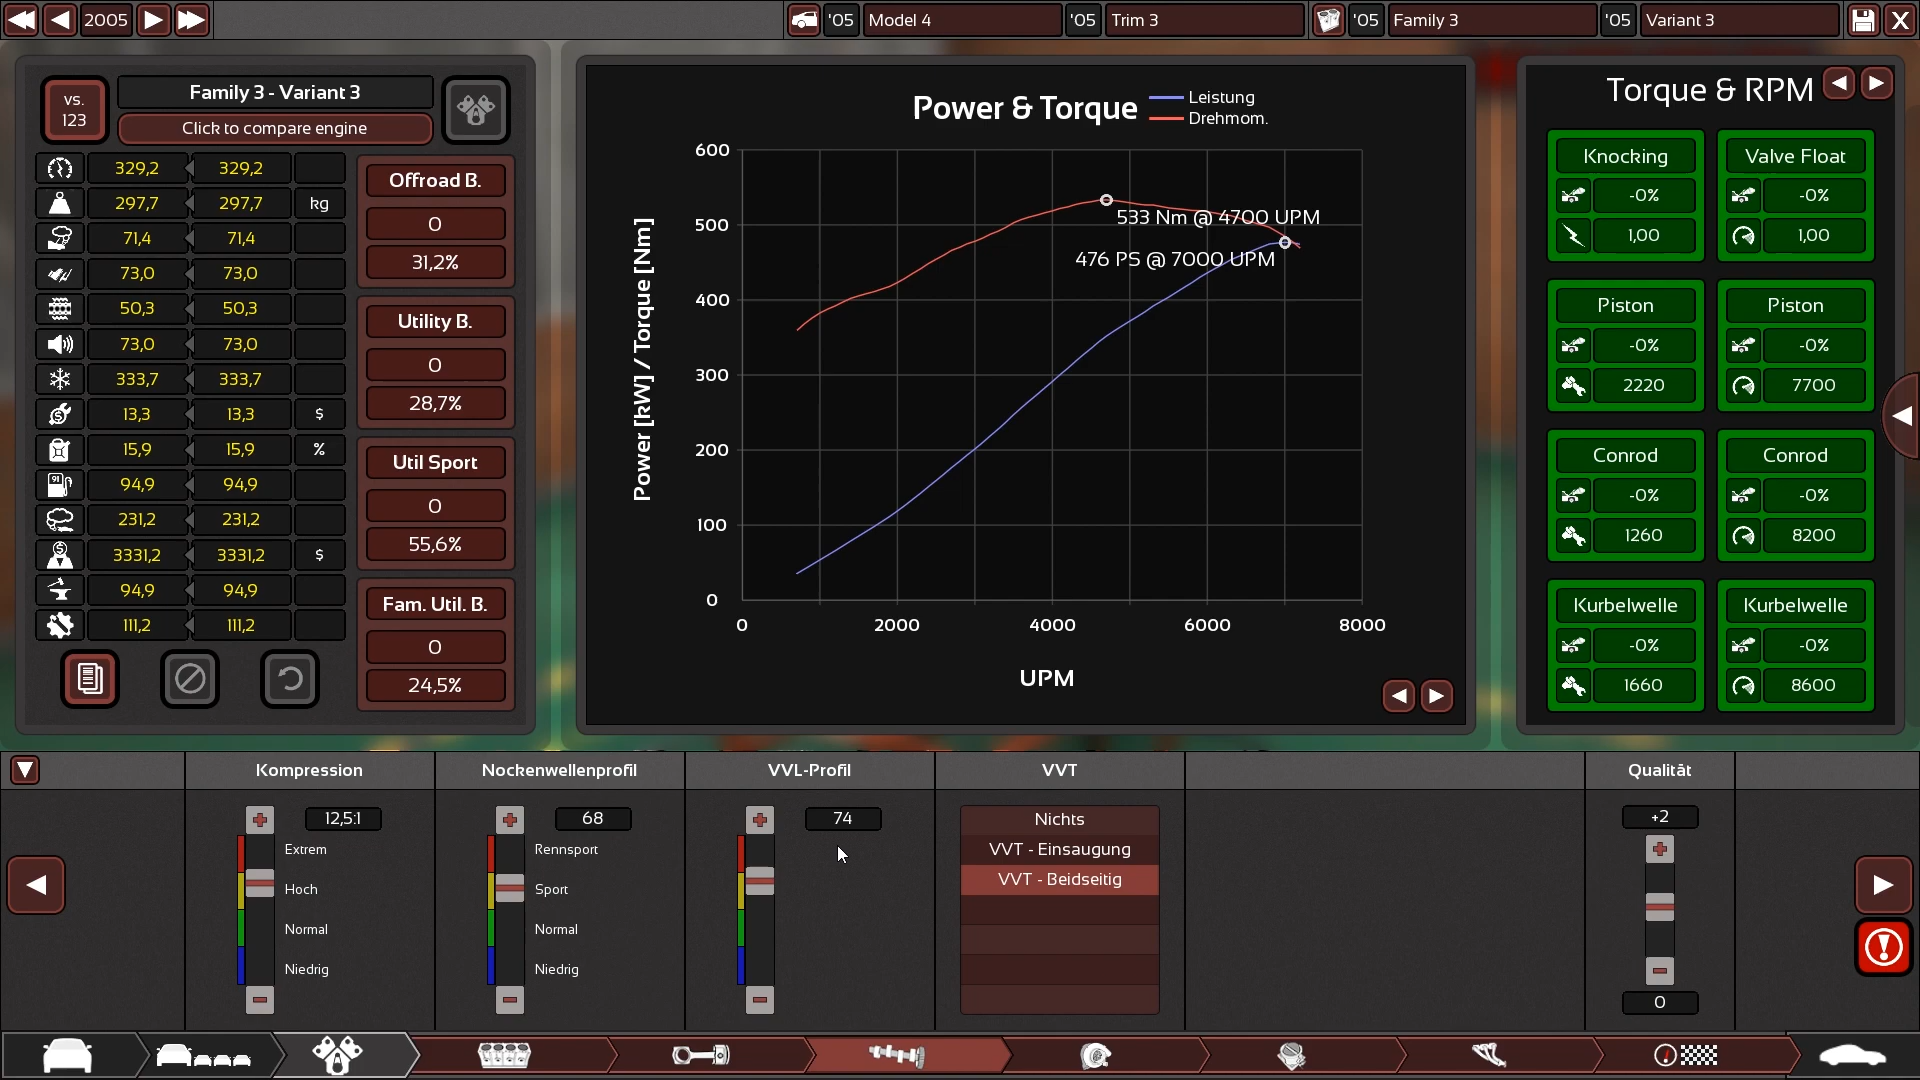 2005
'05
Model 4
'05
Trim 3
'05
Family 3
'05
Variant 3
X
vs.
123
Family 3 - Variant 3
Click to compare engine
329,2 329,2
297,7 297,7 kg
71,4 71,4
73,0 73,0
50,3 50,3
73,0 73,0
333,7 333,7
13,3 13,3 $
15,9 15,9 %
91 94,9 94,9
231,2 231,2
3331,2 3331,2 $
94,9 94,9
111,2 111,2
Offroad B.
0
31,2%
Utility B.
0
28,7%
Util Sport
0
55,6%
Fam. Util. B.
0
24,5%
Power & Torque
Leistung
Drehmom.
Power [kW] / Torque [Nm]
600
500
400
300
200
100
0
533 Nm @ 4700 UPM
476 PS @ 7000 UPM
0 2000 4000 6000 8000
UPM
Torque & RPM
Knocking
-0%
1,00
Valve Float
-0%
1,00
Piston
-0%
2220
Piston
-0%
7700
Conrod
-0%
1260
Conrod
-0%
8200
Kurbelwelle
-0%
1660
Kurbelwelle
-0%
8600
Kompression
12,5:1
Extrem
Hoch
Normal
Niedrig
Nockenwellenprofil
68
Rennsport
Sport
Normal
Niedrig
VVL-Profil
74
VVT
Nichts
VVT - Einsaugung
VVT - Beidseitig
Qualität
+2
0